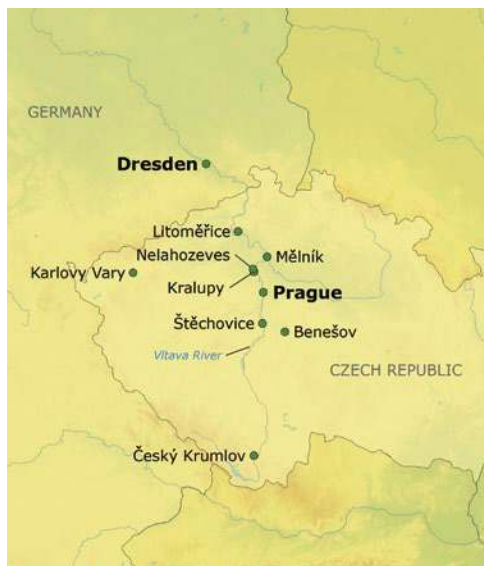 GERMANY
Dresden
Litoměřice
Nelahozeves
Mělník
Karlovy Vary
Kralupy
Prague
Štěchovice
Benešov
Vltava River
CZECH REPUBLIC
Český Krumlov